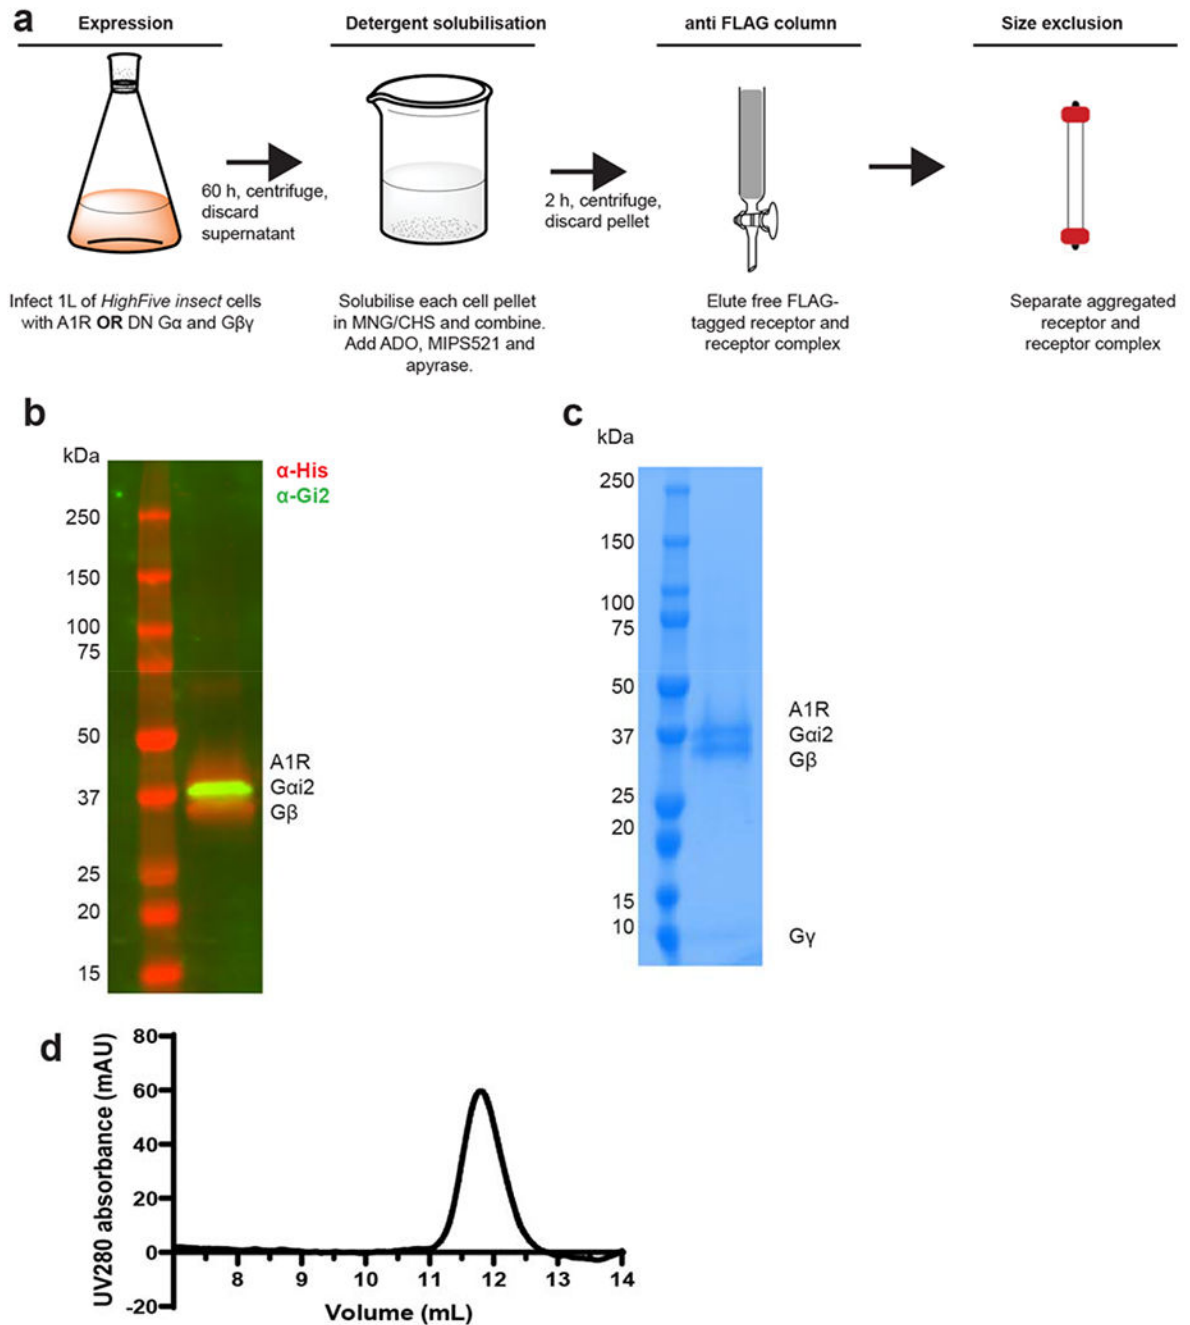 a
Expression
Detergent solubilisation
anti FLAG column
Size exclusion
60 h, centrifuge,
discard
supernatant
2 h, centrifuge,
discard pellet
Infect 1L of HighFive insect cells
with A1R OR DN Gα and Gβγ
Solubilise each cell pellet
in MNG/CHS and combine.
Add ADO, MIPS521 and
apyrase.
Elute free FLAG-
tagged receptor and
receptor complex
Separate aggregated
receptor and
receptor complex
b
kDa
250
150
100
75
50
37
25
20
15
α-His
α-Gi2
A1R
Gαi2
Gβ
c
kDa
250
150
100
75
50
37
25
20
15
10
A1R
Gαi2
Gβ
Gγ
d
UV280 absorbance (mAU)
80
60
40
20
0
-20
8 9 10 11 12 13 14
Volume (mL)